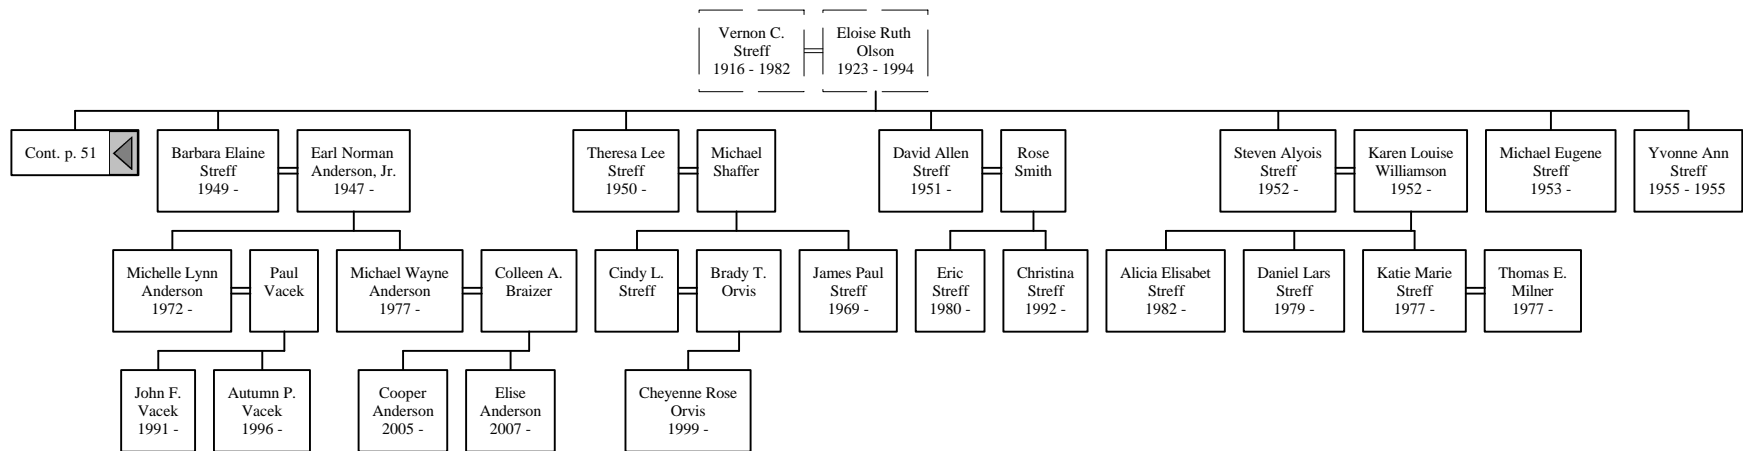 Vernon C.
Streff
1916 - 1982
Eloise Ruth
Olson
1923 - 1994
Cont. p. 51
Barbara Elaine
Streff
1949 -
Earl Norman
Anderson, Jr.
1947 -
Theresa Lee
Streff
1950 -
Michael
Shaffer
David Allen
Streff
1951 -
Rose
Smith
Steven Alyois
Streff
1952 -
Karen Louise
Williamson
1952 -
Michael Eugene
Streff
1953 -
Yvonne Ann
Streff
1955 - 1955
Michelle Lynn
Anderson
1972 -
Paul
Vacek
Michael Wayne
Anderson
1977 -
Colleen A.
Braizer
Cindy L.
Streff
Brady T.
Orvis
James Paul
Streff
1969 -
Eric
Streff
1980 -
Christina
Streff
1992 -
Alicia Elisabet
Streff
1982 -
Daniel Lars
Streff
1979 -
Katie Marie
Streff
1977 -
Thomas E.
Milner
1977 -
John F.
Vacek
1991 -
Autumn P.
Vacek
1996 -
Cooper
Anderson
2005 -
Elise
Anderson
2007 -
Cheyenne Rose
Orvis
1999 -